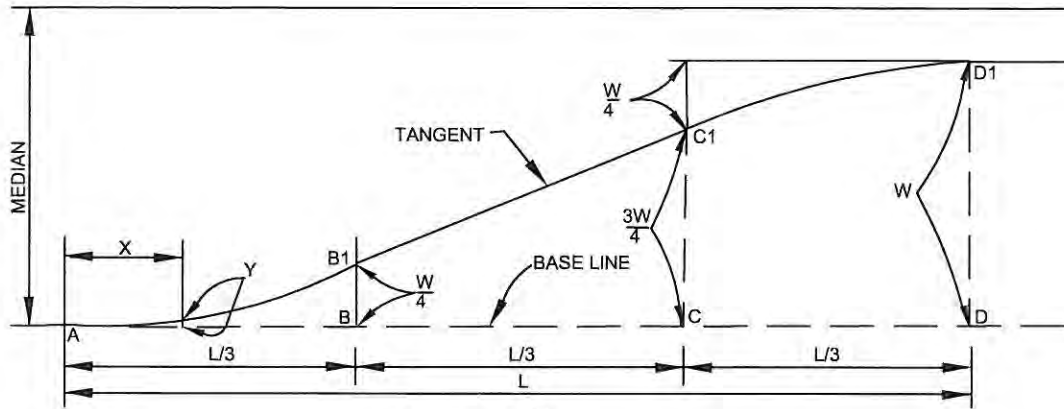 MEDIAN
W
4
D1
TANGENT
C1
X
Y
B1
3W
4
W
BASE LINE
W
4
A
B
C
D
L/3
L/3
L/3
L